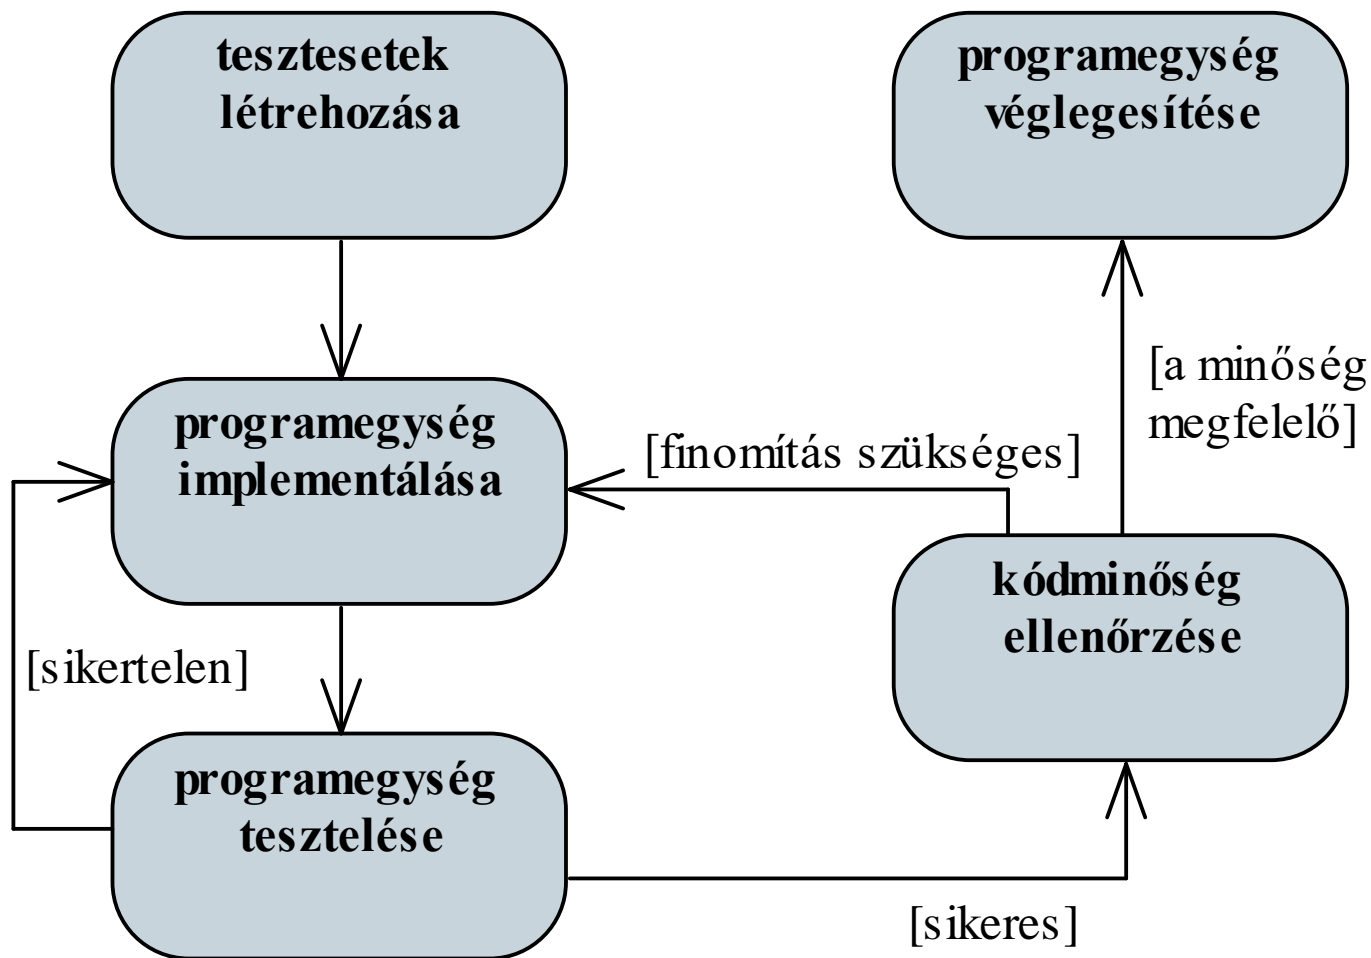 tesztesetek
létrehozása
programegység
véglegesítése
[a minőség
megfelelő]
programegység
implementálása
[finomítás szükséges]
kódminőség
ellenőrzése
[sikertelen]
programegység
tesztelése
[sikeres]